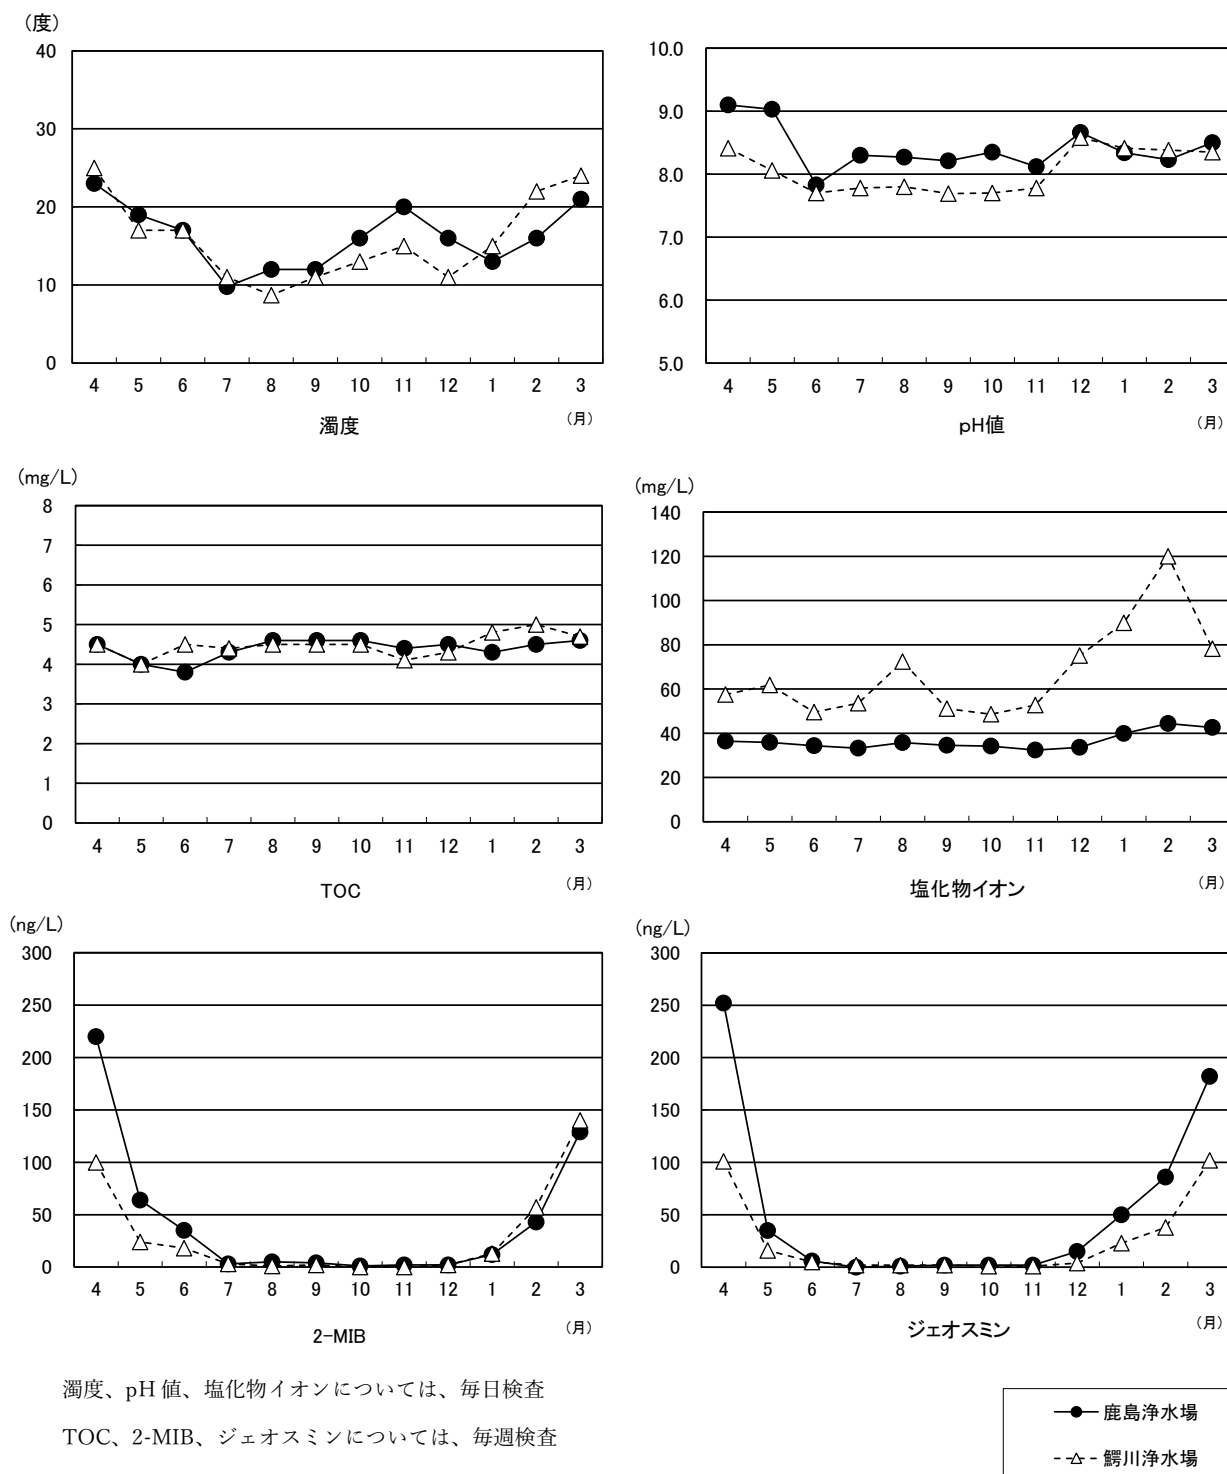 (度)
40
30
20
10
0
4 5 6 7 8 9 10 11 12 1 2 3
濁度
(月)
10.0
9.0
8.0
7.0
6.0
5.0
4 5 6 7 8 9 10 11 12 1 2 3
pH値
(月)
(mg/L)
8
7
6
5
4
3
2
1
0
4 5 6 7 8 9 10 11 12 1 2 3
TOC
(月)
(mg/L)
140
120
100
80
60
40
20
0
4 5 6 7 8 9 10 11 12 1 2 3
塩化物イオン
(月)
(ng/L)
300
250
200
150
100
50
0
4 5 6 7 8 9 10 11 12 1 2 3
2-MIB
(月)
(ng/L)
300
250
200
150
100
50
0
4 5 6 7 8 9 10 11 12 1 2 3
ジェオスミン
(月)
濁度、pH 値、塩化物イオンについては、毎日検査
TOC、2-MIB、ジェオスミンについては、毎週検査
鹿島浄水場
鰐川浄水場